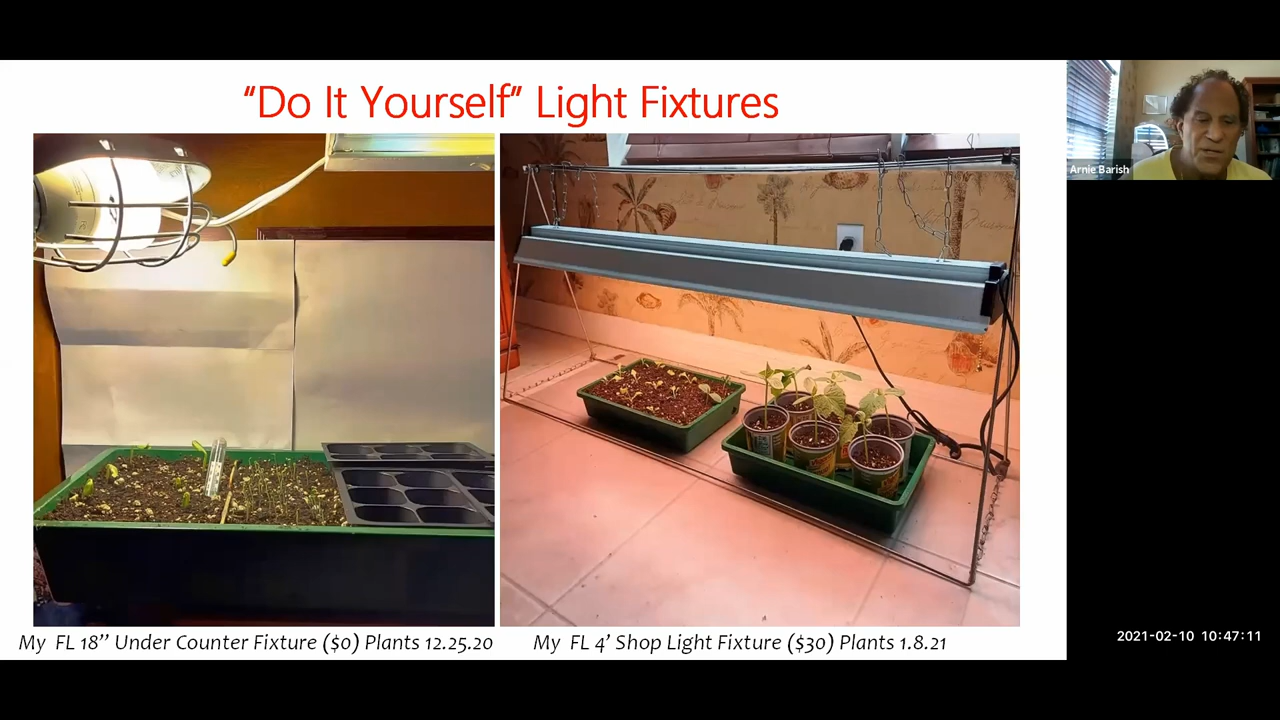 “Do It Yourself” Light Fixtures
Arnie Barish
My FL 18” Under Counter Fixture ($0) Plants 12.25.20
My FL 4’ Shop Light Fixture ($30) Plants 1.8.21
2021-02-10 10:47:11